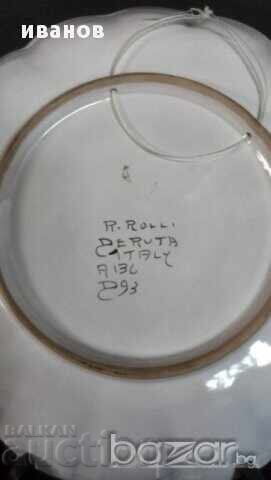 иванов
R. ROLLI
DERUTA
ITALY
A136
D93
BALKAN
bazar.bg